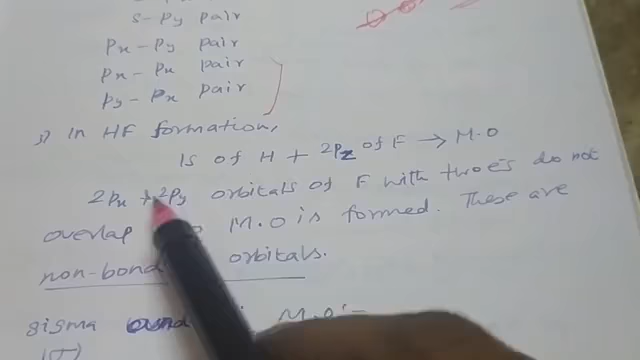 s - Py pair
Px - Py pair
Px - Px pair
Py - Px pair
In HF formation,
1s of H + 2Pz of F → M.O
2Px + 2Py orbitals of F with two e's do not
overlap M.O is formed. These are
non-bond orbitals.
sigma M.O :-
(σ)